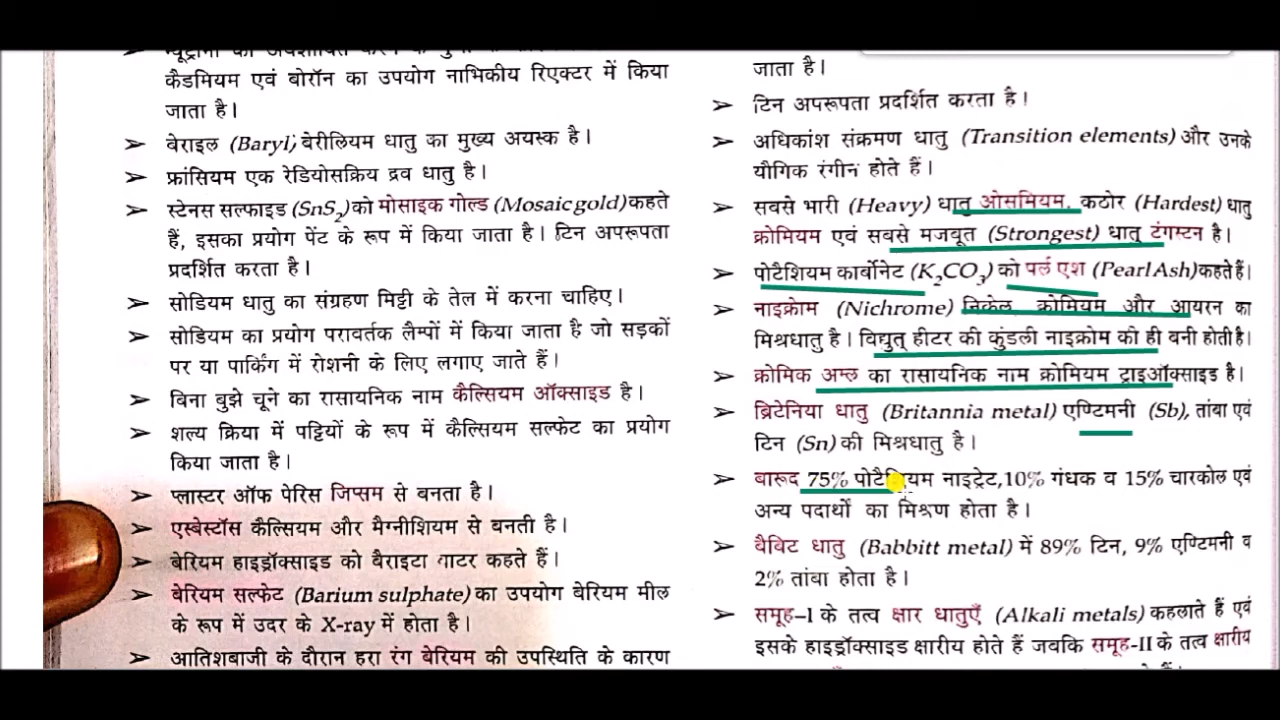 कैडमियम एवं बोरॉन का उपयोग नाभिकीय रिएक्टर में किया
जाता है।
➢ बेराइल (Baryl) बेरीलियम धातु का मुख्य अयस्क है।
➢ फ्रांसियम एक रेडियोसक्रिय द्रव धातु है।
➢ स्टेनस सल्फाइड (SnS₂) को मोसाइक गोल्ड (Mosaic gold) कहते
हैं, इसका प्रयोग पेंट के रूप में किया जाता है। टिन अपरूपता
प्रदर्शित करता है।
➢ सोडियम धातु का संग्रहण मिट्टी के तेल में करना चाहिए।
➢ सोडियम का प्रयोग परावर्तक लैम्पों में किया जाता है जो सड़कों
पर या पार्किंग में रोशनी के लिए लगाए जाते हैं।
➢ बिना बुझे चूने का रासायनिक नाम कैल्सियम ऑक्साइड है।
➢ शल्य क्रिया में पट्टियों के रूप में कैल्सियम सल्फेट का प्रयोग
किया जाता है।
➢ प्लास्टर ऑफ पेरिस जिप्सम से बनता है।
➢ एस्बेस्टॉस कैल्सियम और मैग्नीशियम से बनती है।
➢ बेरियम हाइड्रॉक्साइड को बैराइटा वाटर कहते हैं।
➢ बेरियम सल्फेट (Barium sulphate) का उपयोग बेरियम मील
के रूप में उदर के X-ray में होता है।
➢ आतिशबाजी के दौरान हरा रंग बेरियम की उपस्थिति के कारण
जाता है।
➢ टिन अपरूपता प्रदर्शित करता है।
➢ अधिकांश संक्रमण धातु (Transition elements) और उनके
यौगिक रंगीन होते हैं।
➢ सबसे भारी (Heavy) धातु ओसमियम, कठोर (Hardest) धातु
क्रोमियम एवं सबसे मजबूत (Strongest) धातु टंगस्टन है।
➢ पोटैशियम कार्बोनेट (K₂CO₃) को पर्ल एश (Pearl Ash) कहते हैं।
➢ नाइक्रोम (Nichrome) निकेल, क्रोमियम और आयरन का
मिश्रधातु है। विद्युत् हीटर की कुंडली नाइक्रोम की ही बनी होती है।
➢ क्रोमिक अम्ल का रासायनिक नाम क्रोमियम ट्राइऑक्साइड है।
➢ ब्रिटेनिया धातु (Britannia metal) एण्टिमनी (Sb), तांबा एवं
टिन (Sn) की मिश्रधातु है।
➢ बारूद 75% पोटैशियम नाइट्रेट, 10% गंधक व 15% चारकोल एवं
अन्य पदार्थों का मिश्रण होता है।
➢ बैबिट धातु (Babbitt metal) में 89% टिन, 9% एण्टिमनी व
2% तांबा होता है।
➢ समूह-I के तत्व क्षार धातुएँ (Alkali metals) कहलाते हैं एवं
इसके हाइड्रॉक्साइड क्षारीय होते हैं जबकि समूह-II के तत्व क्षारीय